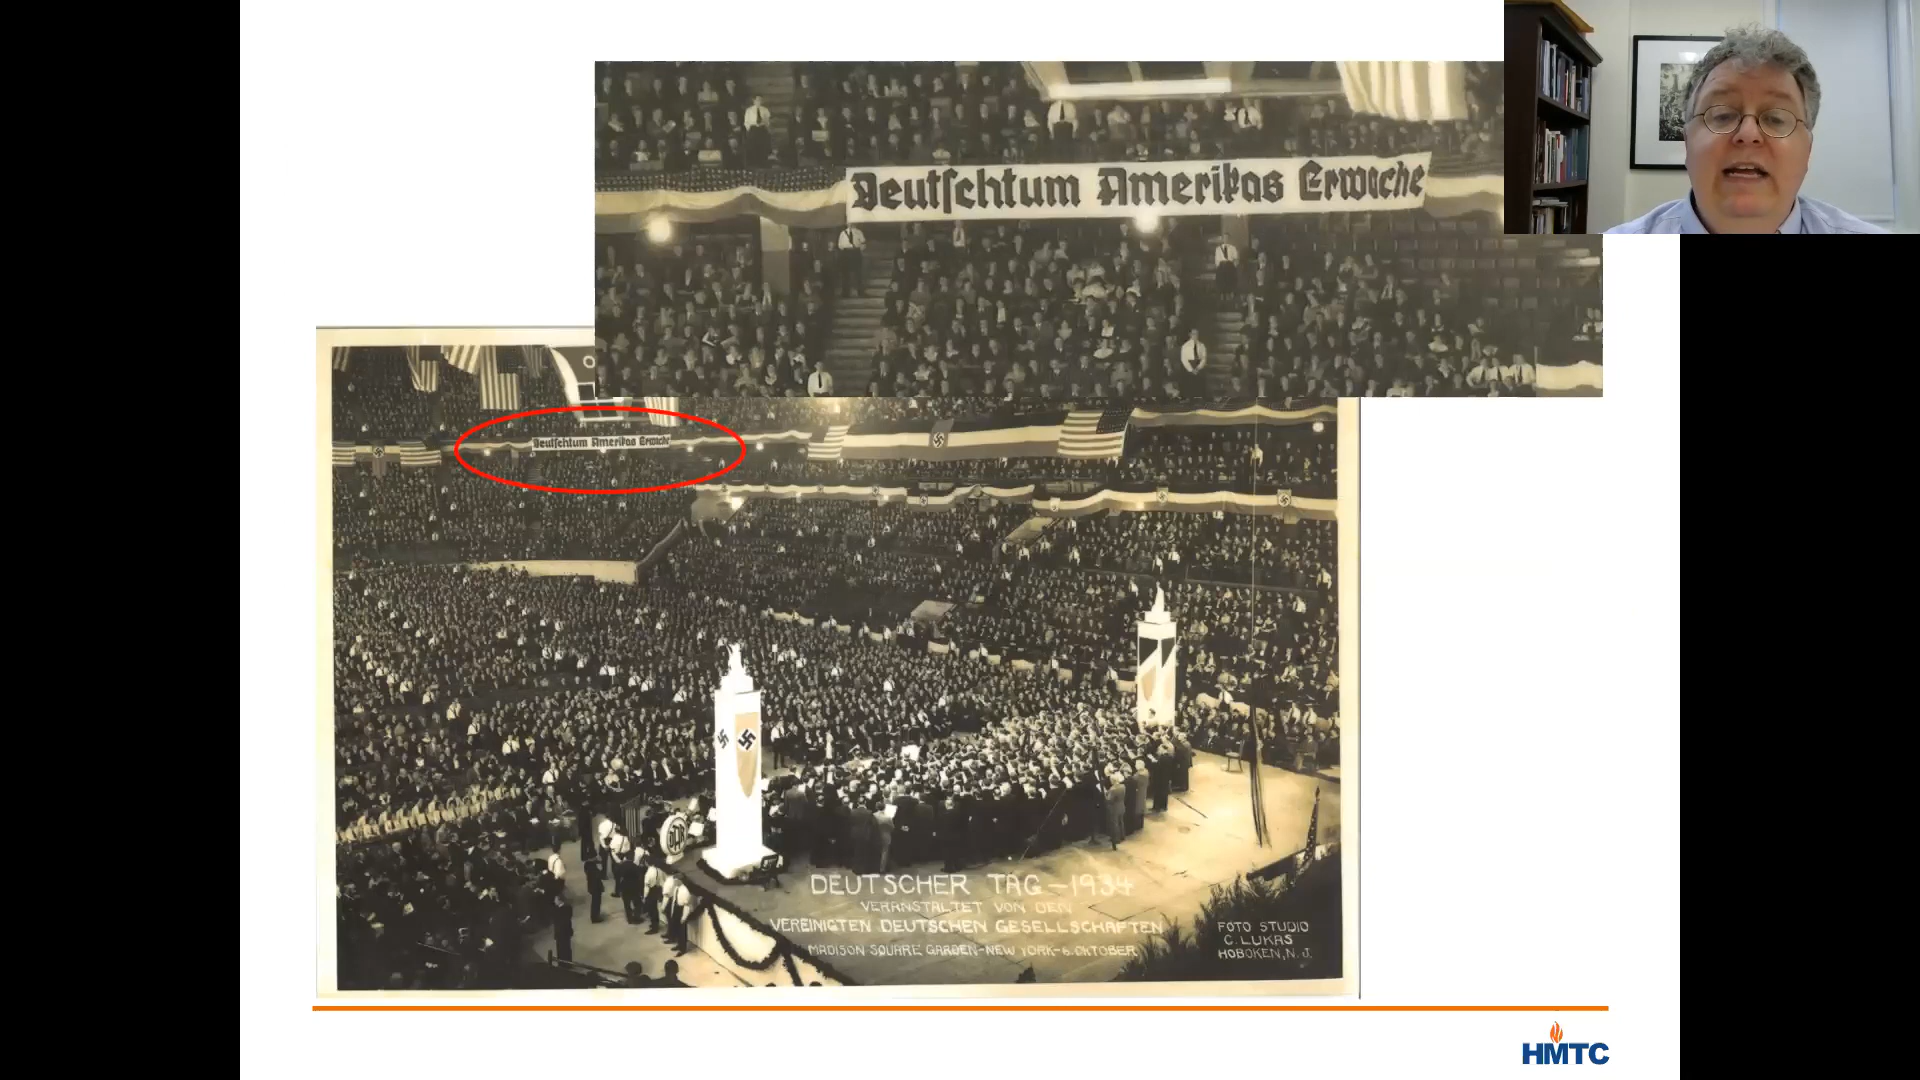 Deutschtum Amerikas Erwache
Deutschtum Amerikas Erwache
DAR
DEUTSCHER TAG - 1934
VERANSTALTET VON DEN
VEREINIGTEN DEUTSCHEN GESELLSCHAFTEN
MADISON SQUARE GARDEN - NEW YORK - 6. OKTOBER
FOTO STUDIO
C. LUKAS
HOBOKEN, N. J.
HMTC